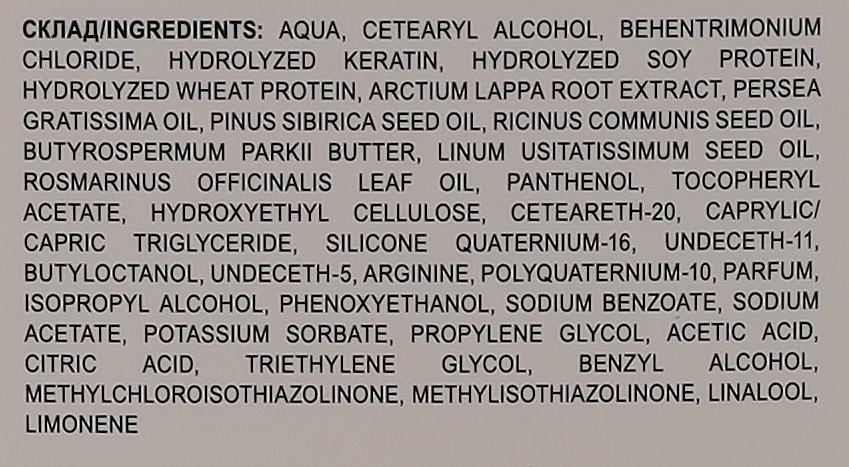 СКЛАД/INGREDIENTS: AQUA, CETEARYL ALCOHOL, BEHENTRIMONIUM
CHLORIDE, HYDROLYZED KERATIN, HYDROLYZED SOY PROTEIN,
HYDROLYZED WHEAT PROTEIN, ARCTIUM LAPPA ROOT EXTRACT, PERSEA
GRATISSIMA OIL, PINUS SIBIRICA SEED OIL, RICINUS COMMUNIS SEED OIL,
BUTYROSPERMUM PARKII BUTTER, LINUM USITATISSIMUM SEED OIL,
ROSMARINUS OFFICINALIS LEAF OIL, PANTHENOL, TOCOPHERYL
ACETATE, HYDROXYETHYL CELLULOSE, CETEARETH-20, CAPRYLIC/
CAPRIC TRIGLYCERIDE, SILICONE QUATERNIUM-16, UNDECETH-11,
BUTYLOCTANOL, UNDECETH-5, ARGININE, POLYQUATERNIUM-10, PARFUM,
ISOPROPYL ALCOHOL, PHENOXYETHANOL, SODIUM BENZOATE, SODIUM
ACETATE, POTASSIUM SORBATE, PROPYLENE GLYCOL, ACETIC ACID,
CITRIC ACID, TRIETHYLENE GLYCOL, BENZYL ALCOHOL,
METHYLCHLOROISOTHIAZOLINONE, METHYLISOTHIAZOLINONE, LINALOOL,
LIMONENE